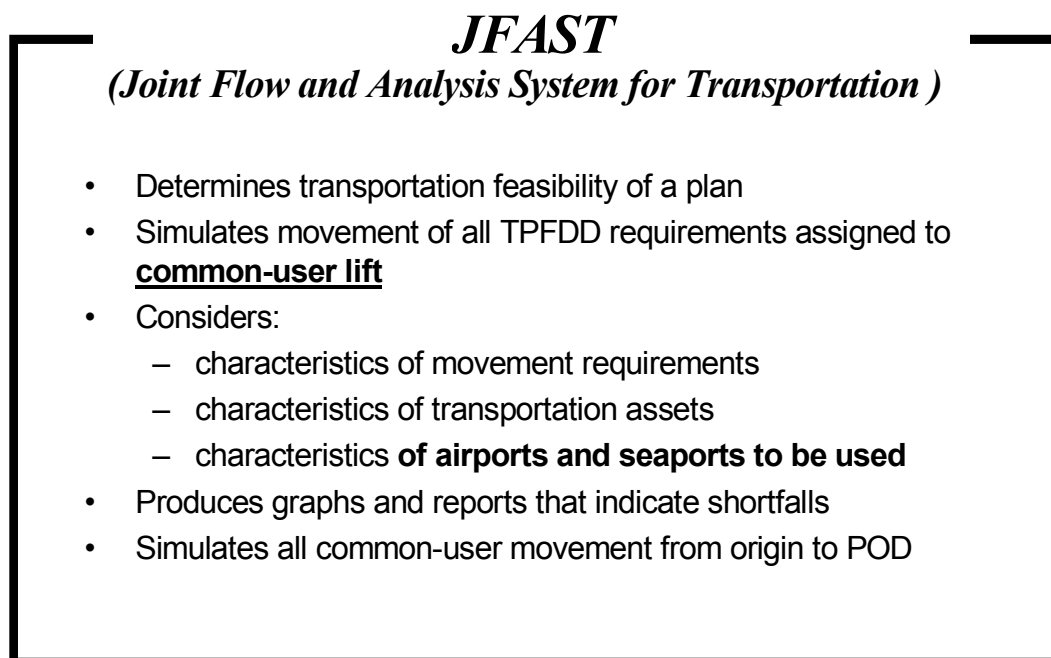 JFAST
(Joint Flow and Analysis System for Transportation )
• Determines transportation feasibility of a plan
• Simulates movement of all TPFDD requirements assigned to
common-user lift
• Considers:
– characteristics of movement requirements
– characteristics of transportation assets
– characteristics of airports and seaports to be used
• Produces graphs and reports that indicate shortfalls
• Simulates all common-user movement from origin to POD